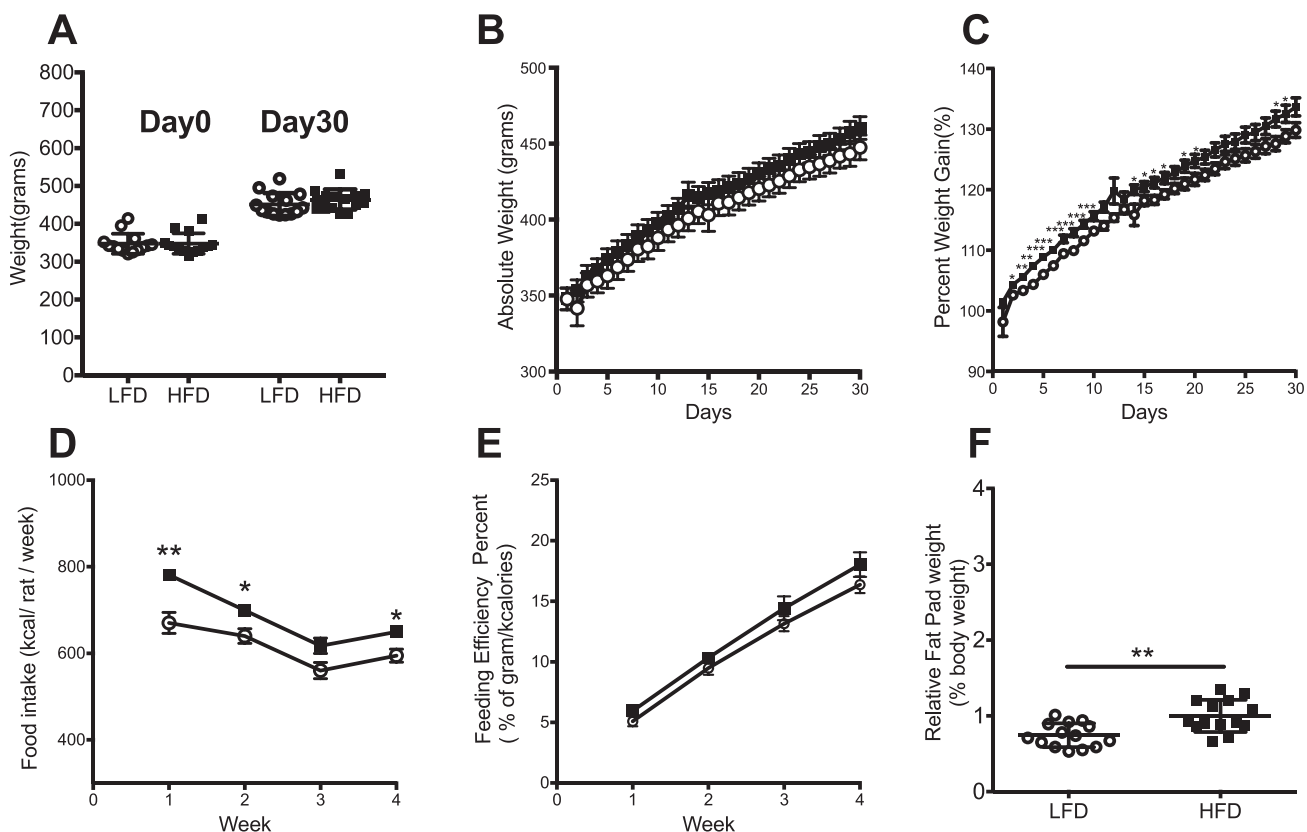 A
Weight(grams)
800
700
600
500
400
300
200
100
0
Day0 Day30
LFD HFD LFD HFD
B
Absolute Weight (grams)
500
450
400
350
300
0 5 10 15 20 25 30
Days
C
Percent Weight Gain(%)
140
130
120
110
100
90
0 5 10 15 20 25 30
Days
D
Food intake (kcal/ rat / week)
1000
800
600
400
** * *
0 1 2 3 4
Week
E
Feeding Efficiency Percent
( % of gram/kcalories)
25
20
15
10
5
0
0 1 2 3 4
Week
F
Relative Fat Pad weight
(% body weight)
4
3
2
1
0
**
LFD HFD